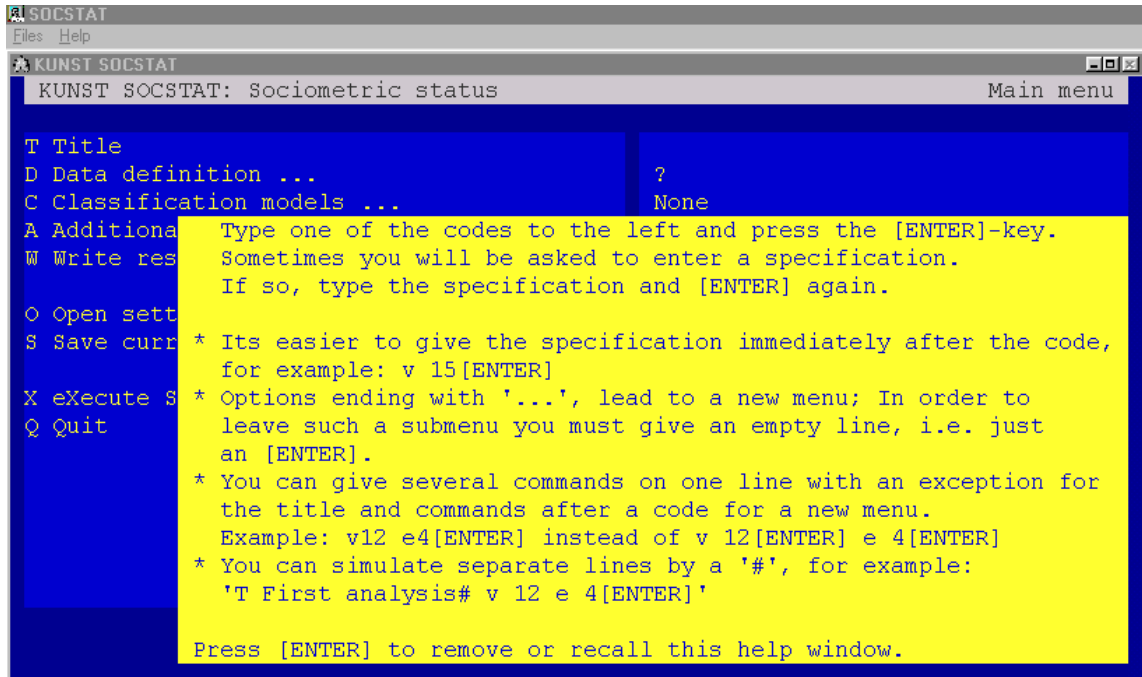 SOCSTAT
Files Help
KUNST SOCSTAT
KUNST SOCSTAT: Sociometric status Main menu
T Title
D Data definition ... ?
C Classification models ... None
A Additiona Type one of the codes to the left and press the [ENTER]-key.
W Write res Sometimes you will be asked to enter a specification.
If so, type the specification and [ENTER] again.
O Open sett
S Save curr * Its easier to give the specification immediately after the code,
for example: v 15[ENTER]
X eXecute S * Options ending with '...', lead to a new menu; In order to
Q Quit leave such a submenu you must give an empty line, i.e. just
an [ENTER].
* You can give several commands on one line with an exception for
the title and commands after a code for a new menu.
Example: v12 e4[ENTER] instead of v 12[ENTER] e 4[ENTER]
* You can simulate separate lines by a '#', for example:
'T First analysis# v 12 e 4[ENTER]'
Press [ENTER] to remove or recall this help window.